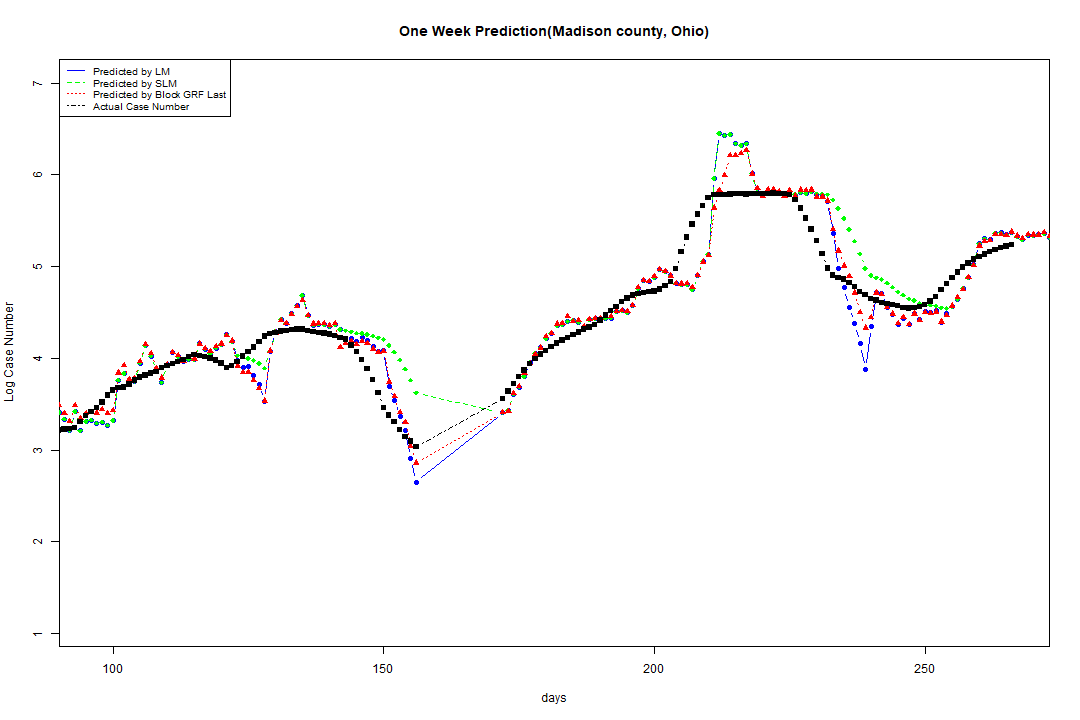 One Week Prediction(Madison county, Ohio)
Predicted by LM
Predicted by SLM
Predicted by Block GRF Last
Actual Case Number
7
6
5
4
3
2
1
Log Case Number
100
150
200
250
days